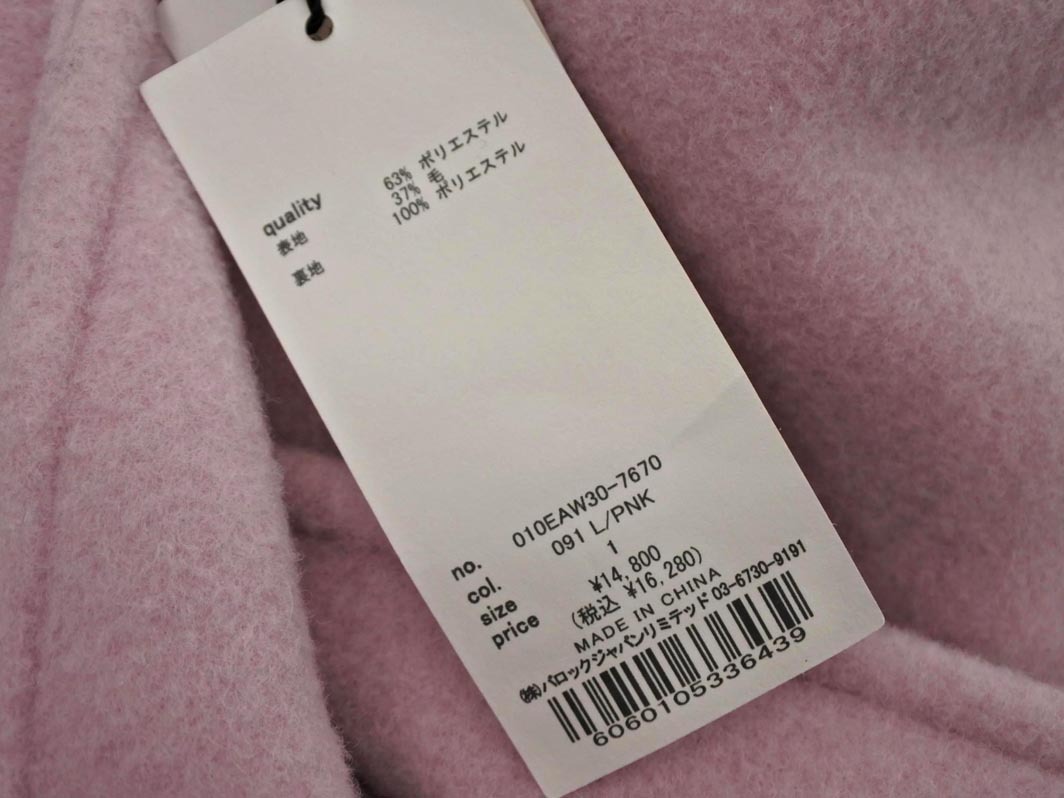 quality
表地 63% ポリエステル
37% 毛
裏地 100% ポリエステル
no. 010EAW30-7670
col. 091 L/PNK
size 1
price ¥14,800
(税込 ¥16,280)
MADE IN CHINA
㈱バロックジャパンリミテッド 03-6730-9191
6060105336439